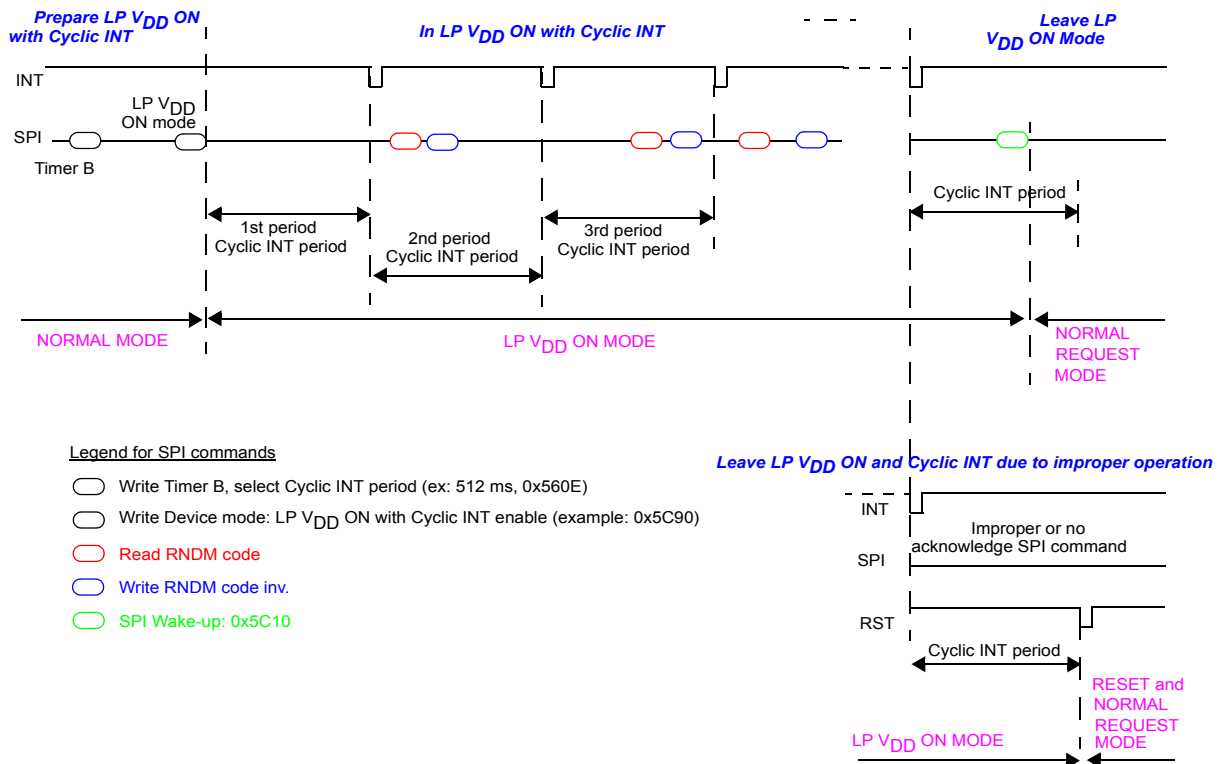 Prepare LP VDD ON
with Cyclic INT
In LP VDD ON with Cyclic INT
Leave LP
VDD ON Mode
INT
LP VDD
ON mode
SPI
Timer B
1st period
Cyclic INT period
2nd period
Cyclic INT period
3rd period
Cyclic INT period
Cyclic INT period
NORMAL MODE
LP VDD ON MODE
NORMAL
REQUEST
MODE
Legend for SPI commands
Write Timer B, select Cyclic INT period (ex: 512 ms, 0x560E)
Write Device mode: LP VDD ON with Cyclic INT enable (example: 0x5C90)
Read RNDM code
Write RNDM code inv.
SPI Wake-up: 0x5C10
Leave LP VDD ON and Cyclic INT due to improper operation
INT
Improper or no
acknowledge SPI command
SPI
RST
Cyclic INT period
RESET and
NORMAL
REQUEST
MODE
LP VDD ON MODE